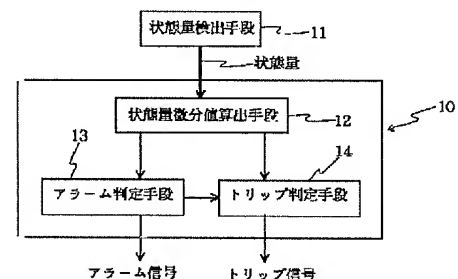 状態量検出手段
11
状態量
状態量微分値算出手段
12
10
13
14
アラーム判定手段
トリップ判定手段
アラーム信号
トリップ信号